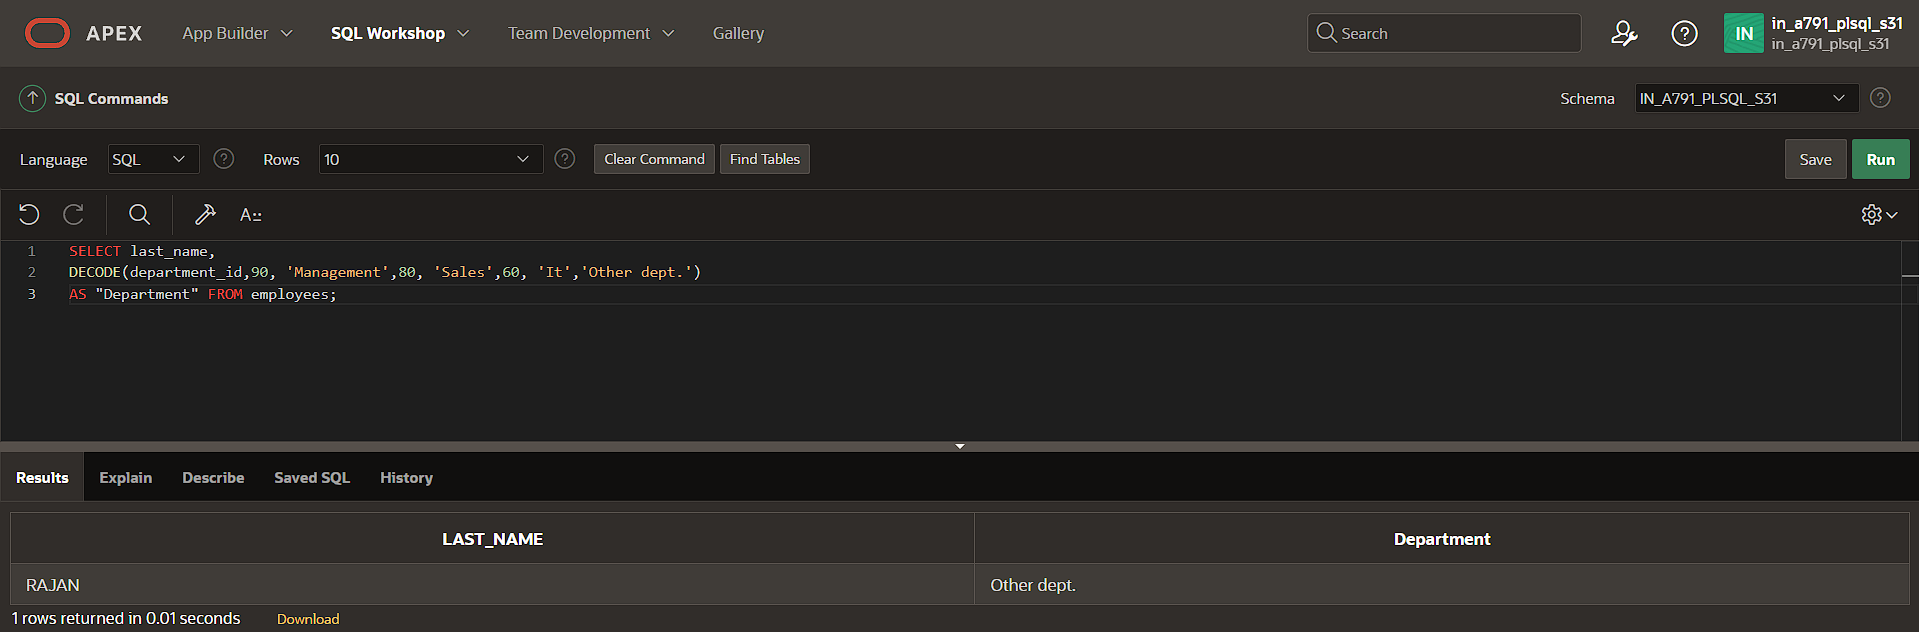 APEX App Builder SQL Workshop Team Development Gallery Search IN in_a791_plsql_s31
in_a791_plsql_s31
SQL Commands Schema IN_A791_PLSQL_S31 ?
Language SQL ? Rows 10 ? Clear Command Find Tables Save Run
A::
1 SELECT last_name,
2 DECODE(department_id,90, 'Management',80, 'Sales',60, 'It','Other dept.')
3 AS "Department" FROM employees;
Results Explain Describe Saved SQL History
LAST_NAME Department
RAJAN Other dept.
1 rows returned in 0.01 seconds Download